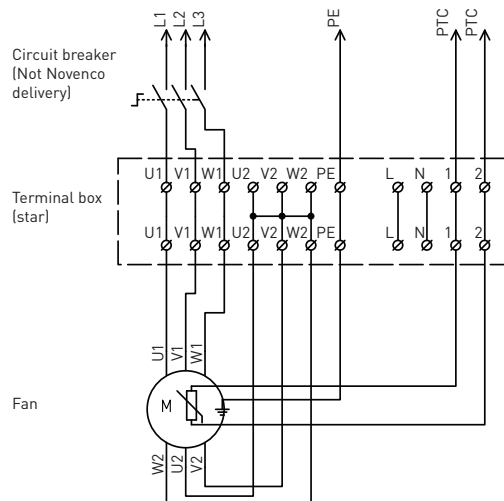 L1 L2 L3 PE PTC PTC
Circuit breaker
(Not Novenco
delivery)
U1 V1 W1 U2 V2 W2 PE L N 1 2
Terminal box
(star)
U1 V1 W1 U2 V2 W2 PE L N 1 2
U1 V1 W1
Fan
M
W2 U2 V2